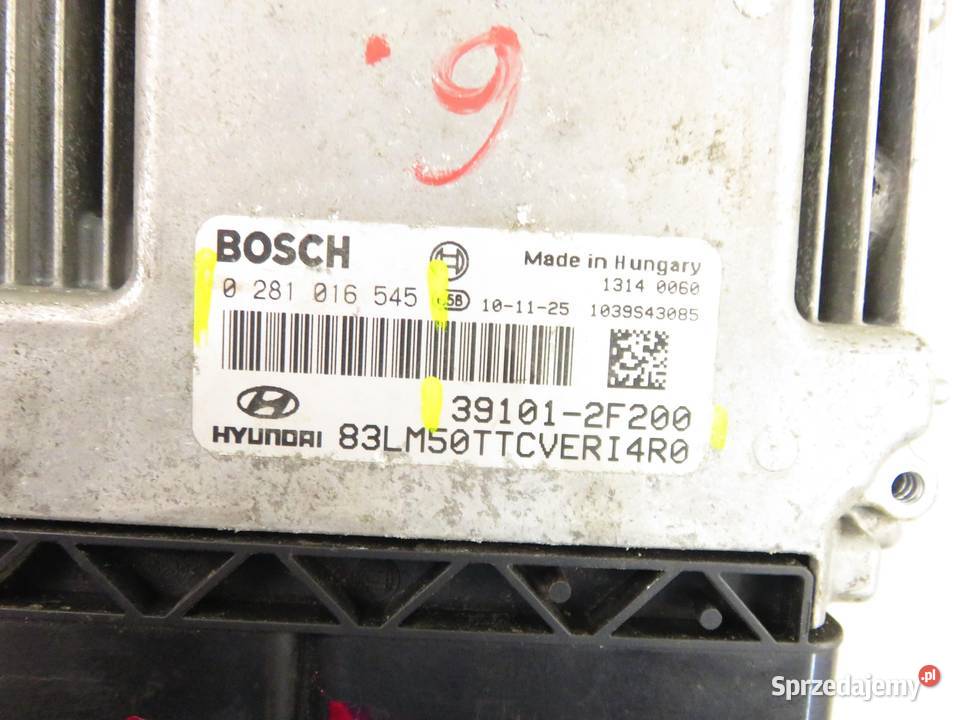 .9
BOSCH
Made in Hungary
1314 0060
0 281 016 545 10-11-25 1039S43085
39101-2F200
HYUNDAI 83LM50TTCVERI4R0
Sprzedajemy.pl